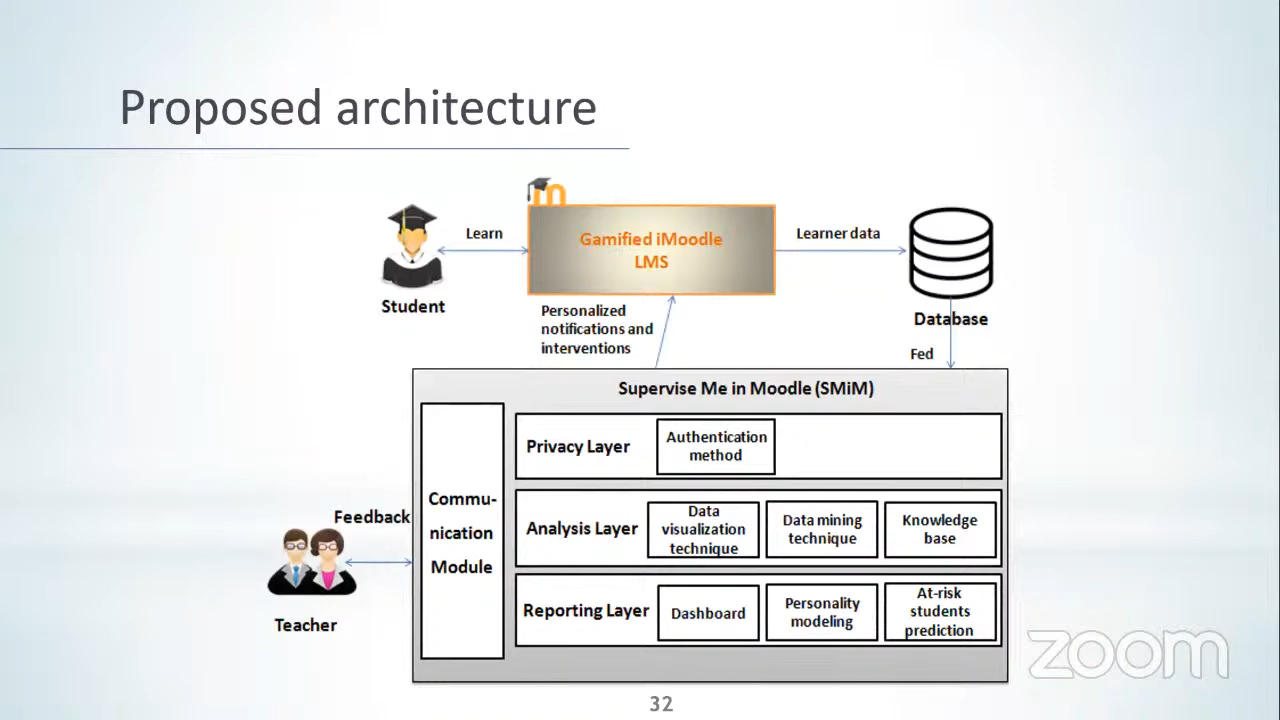 Proposed architecture
m
Learn
Gamified iMoodle
LMS
Learner data
Student
Personalized
notifications and
interventions
Database
Fed
Supervise Me in Moodle (SMiM)
Commu-
nication
Module
Privacy Layer
Authentication
method
Analysis Layer
Data
visualization
technique
Data mining
technique
Knowledge
base
Reporting Layer
Dashboard
Personality
modeling
At-risk
students
prediction
Feedback
Teacher
zoom
32